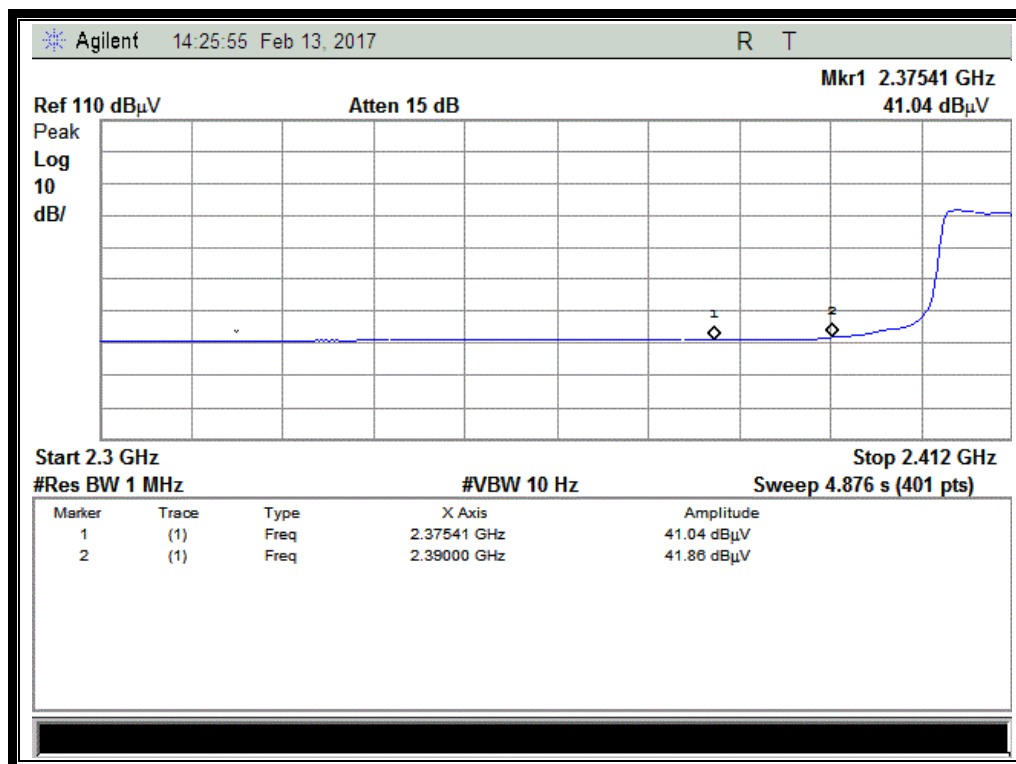 Agilent 14:25:55 Feb 13, 2017 R T
Mkr1 2.37541 GHz
Ref 110 dBµV Atten 15 dB 41.04 dBµV
Peak
Log
10
dB/
1
2
Start 2.3 GHz Stop 2.412 GHz
#Res BW 1 MHz #VBW 10 Hz Sweep 4.876 s (401 pts)
Marker Trace Type X Axis Amplitude
1 (1) Freq 2.37541 GHz 41.04 dBµV
2 (1) Freq 2.39000 GHz 41.86 dBµV